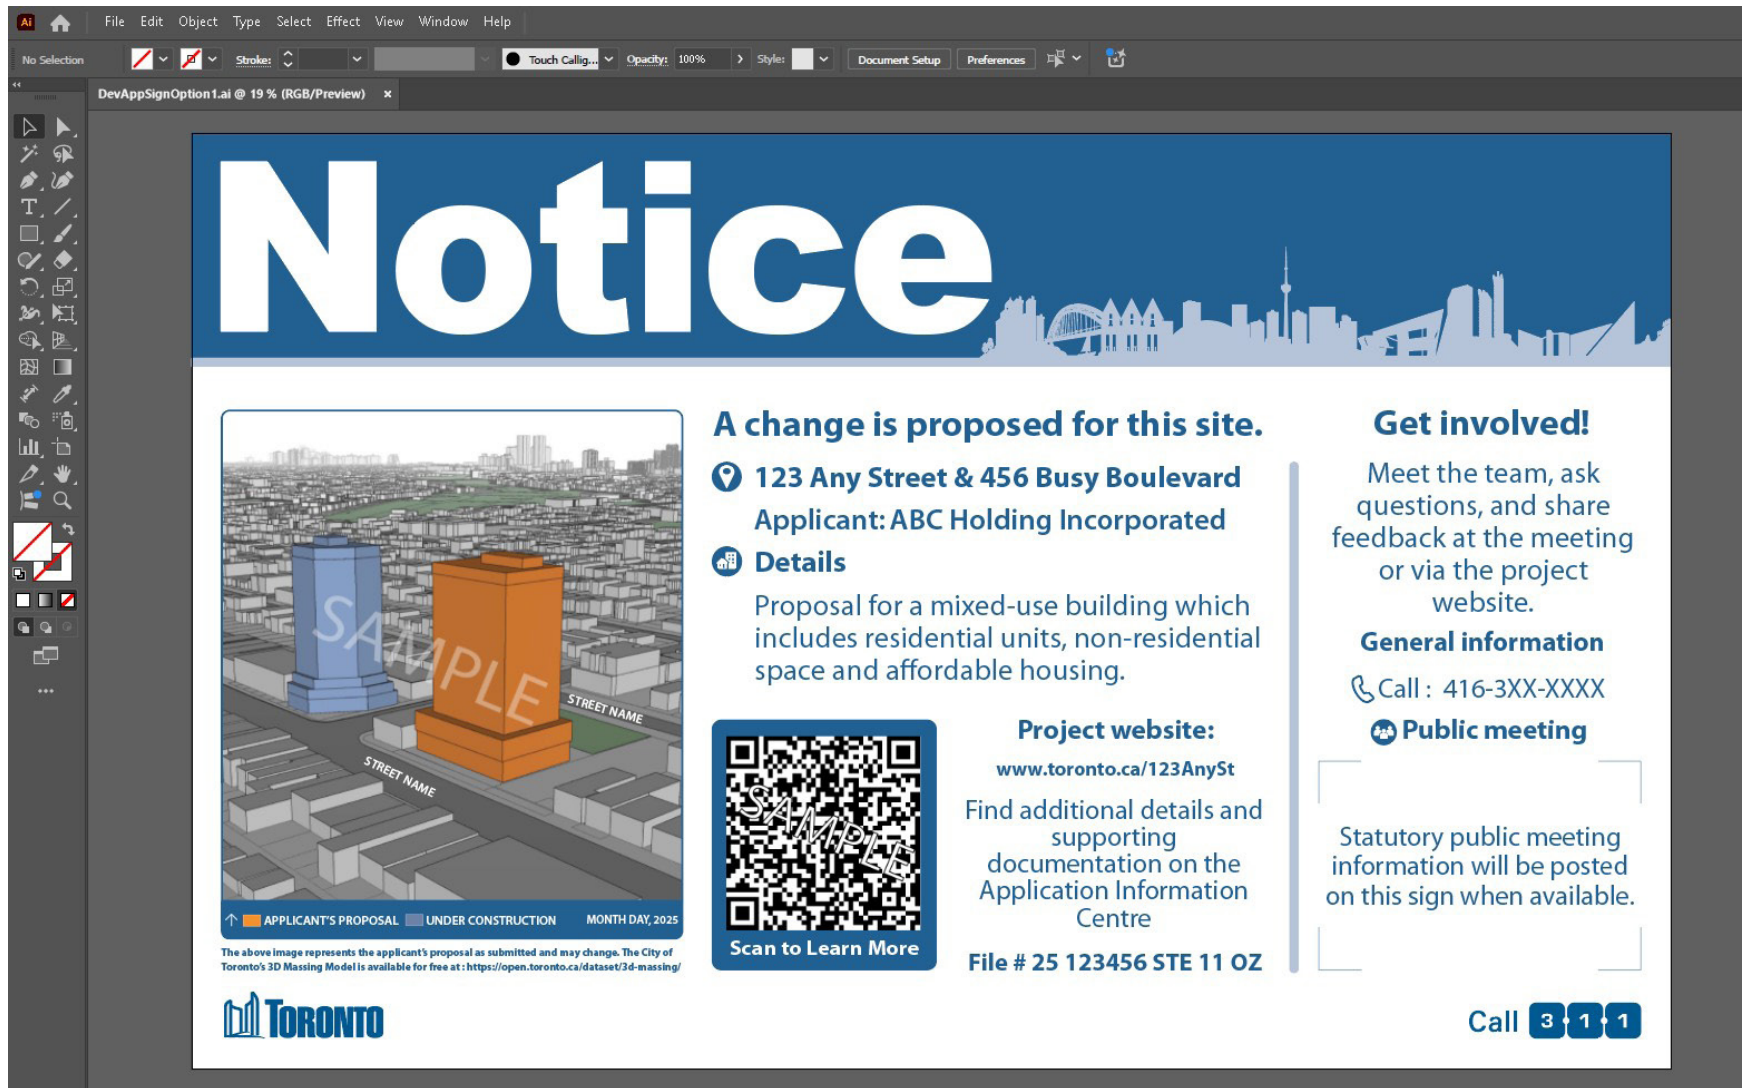 Ai File Edit Object Type Select Effect View Window Help
No Selection Stroke: Touch Callig... Opacity: 100% Style: Document Setup Preferences
DevAppSignOption1.ai @ 19 % (RGB/Preview) ×
Notice
SAMPLE
STREET NAME
STREET NAME
APPLICANT'S PROPOSAL UNDER CONSTRUCTION MONTH DAY, 2025
The above image represents the applicant's proposal as submitted and may change. The City of
Toronto's 3D Massing Model is available for free at : https://open.toronto.ca/dataset/3d-massing/
TORONTO
A change is proposed for this site.
123 Any Street & 456 Busy Boulevard
Applicant: ABC Holding Incorporated
Details
Proposal for a mixed-use building which
includes residential units, non-residential
space and affordable housing.
SAMPLE
Scan to Learn More
Project website:
www.toronto.ca/123AnySt
Find additional details and
supporting
documentation on the
Application Information
Centre
File # 25 123456 STE 11 OZ
Get involved!
Meet the team, ask
questions, and share
feedback at the meeting
or via the project
website.
General information
Call : 416-3XX-XXXX
Public meeting
Statutory public meeting
information will be posted
on this sign when available.
Call 3 1 1